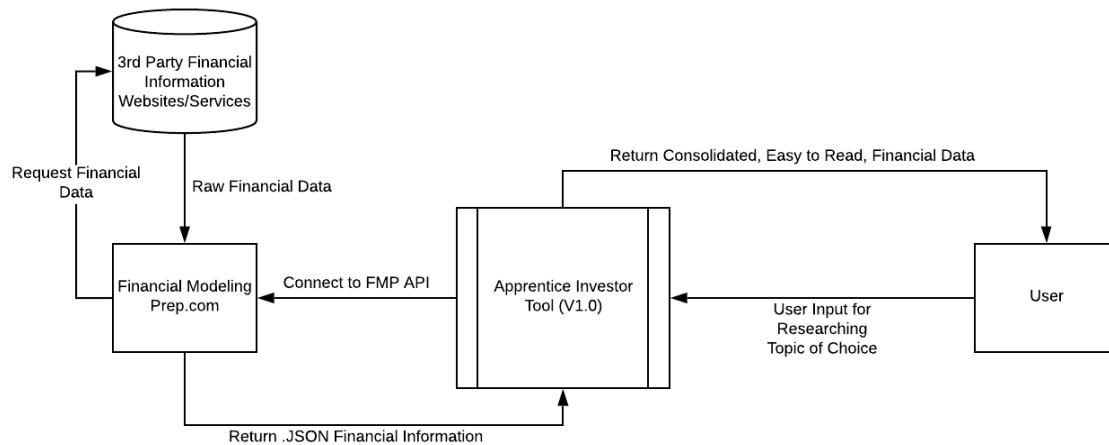 3rd Party Financial
Information
Websites/Services
Request Financial
Data
Raw Financial Data
Return Consolidated, Easy to Read, Financial Data
Financial Modeling
Prep.com
Connect to FMP API
Apprentice Investor
Tool (V1.0)
User Input for
Researching
Topic of Choice
User
Return .JSON Financial Information